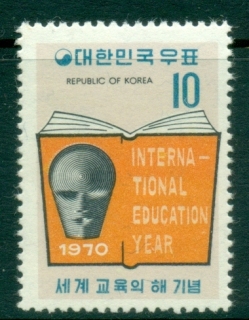 대한민국우표
REPUBLIC OF KOREA
10
INTERNA-
TIONAL
EDUCATION
YEAR
1970
세계 교육의 해 기념